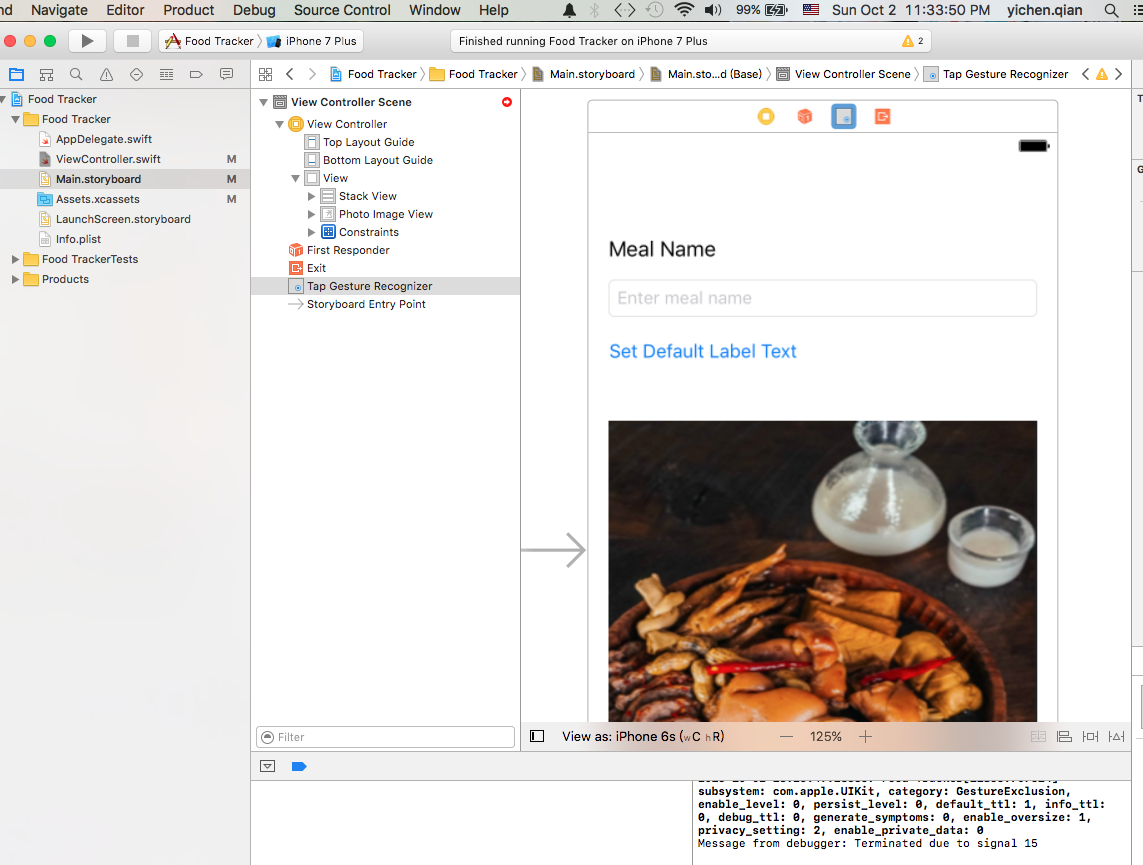 nd Navigate Editor Product Debug Source Control Window Help 99% Sun Oct 2 11:33:50 PM yichen.qian
Food Tracker iPhone 7 Plus Finished running Food Tracker on iPhone 7 Plus 2
Food Tracker Food Tracker Main.storyboard Main.sto...d (Base) View Controller Scene Tap Gesture Recognizer
Food Tracker
Food Tracker
AppDelegate.swift
ViewController.swift M
Main.storyboard M
Assets.xcassets M
LaunchScreen.storyboard
Info.plist
Food TrackerTests
Products
View Controller Scene
View Controller
Top Layout Guide
Bottom Layout Guide
View
Stack View
Photo Image View
Constraints
First Responder
Exit
Tap Gesture Recognizer
Storyboard Entry Point
Filter
Meal Name
Enter meal name
Set Default Label Text
View as: iPhone 6s (wC hR) 125%
subsystem: com.apple.UIKit, category: GestureExclusion,
enable_level: 0, persist_level: 0, default_ttl: 1, info_ttl:
0, debug_ttl: 0, generate_symptoms: 0, enable_oversize: 1,
privacy_setting: 2, enable_private_data: 0
Message from debugger: Terminated due to signal 15